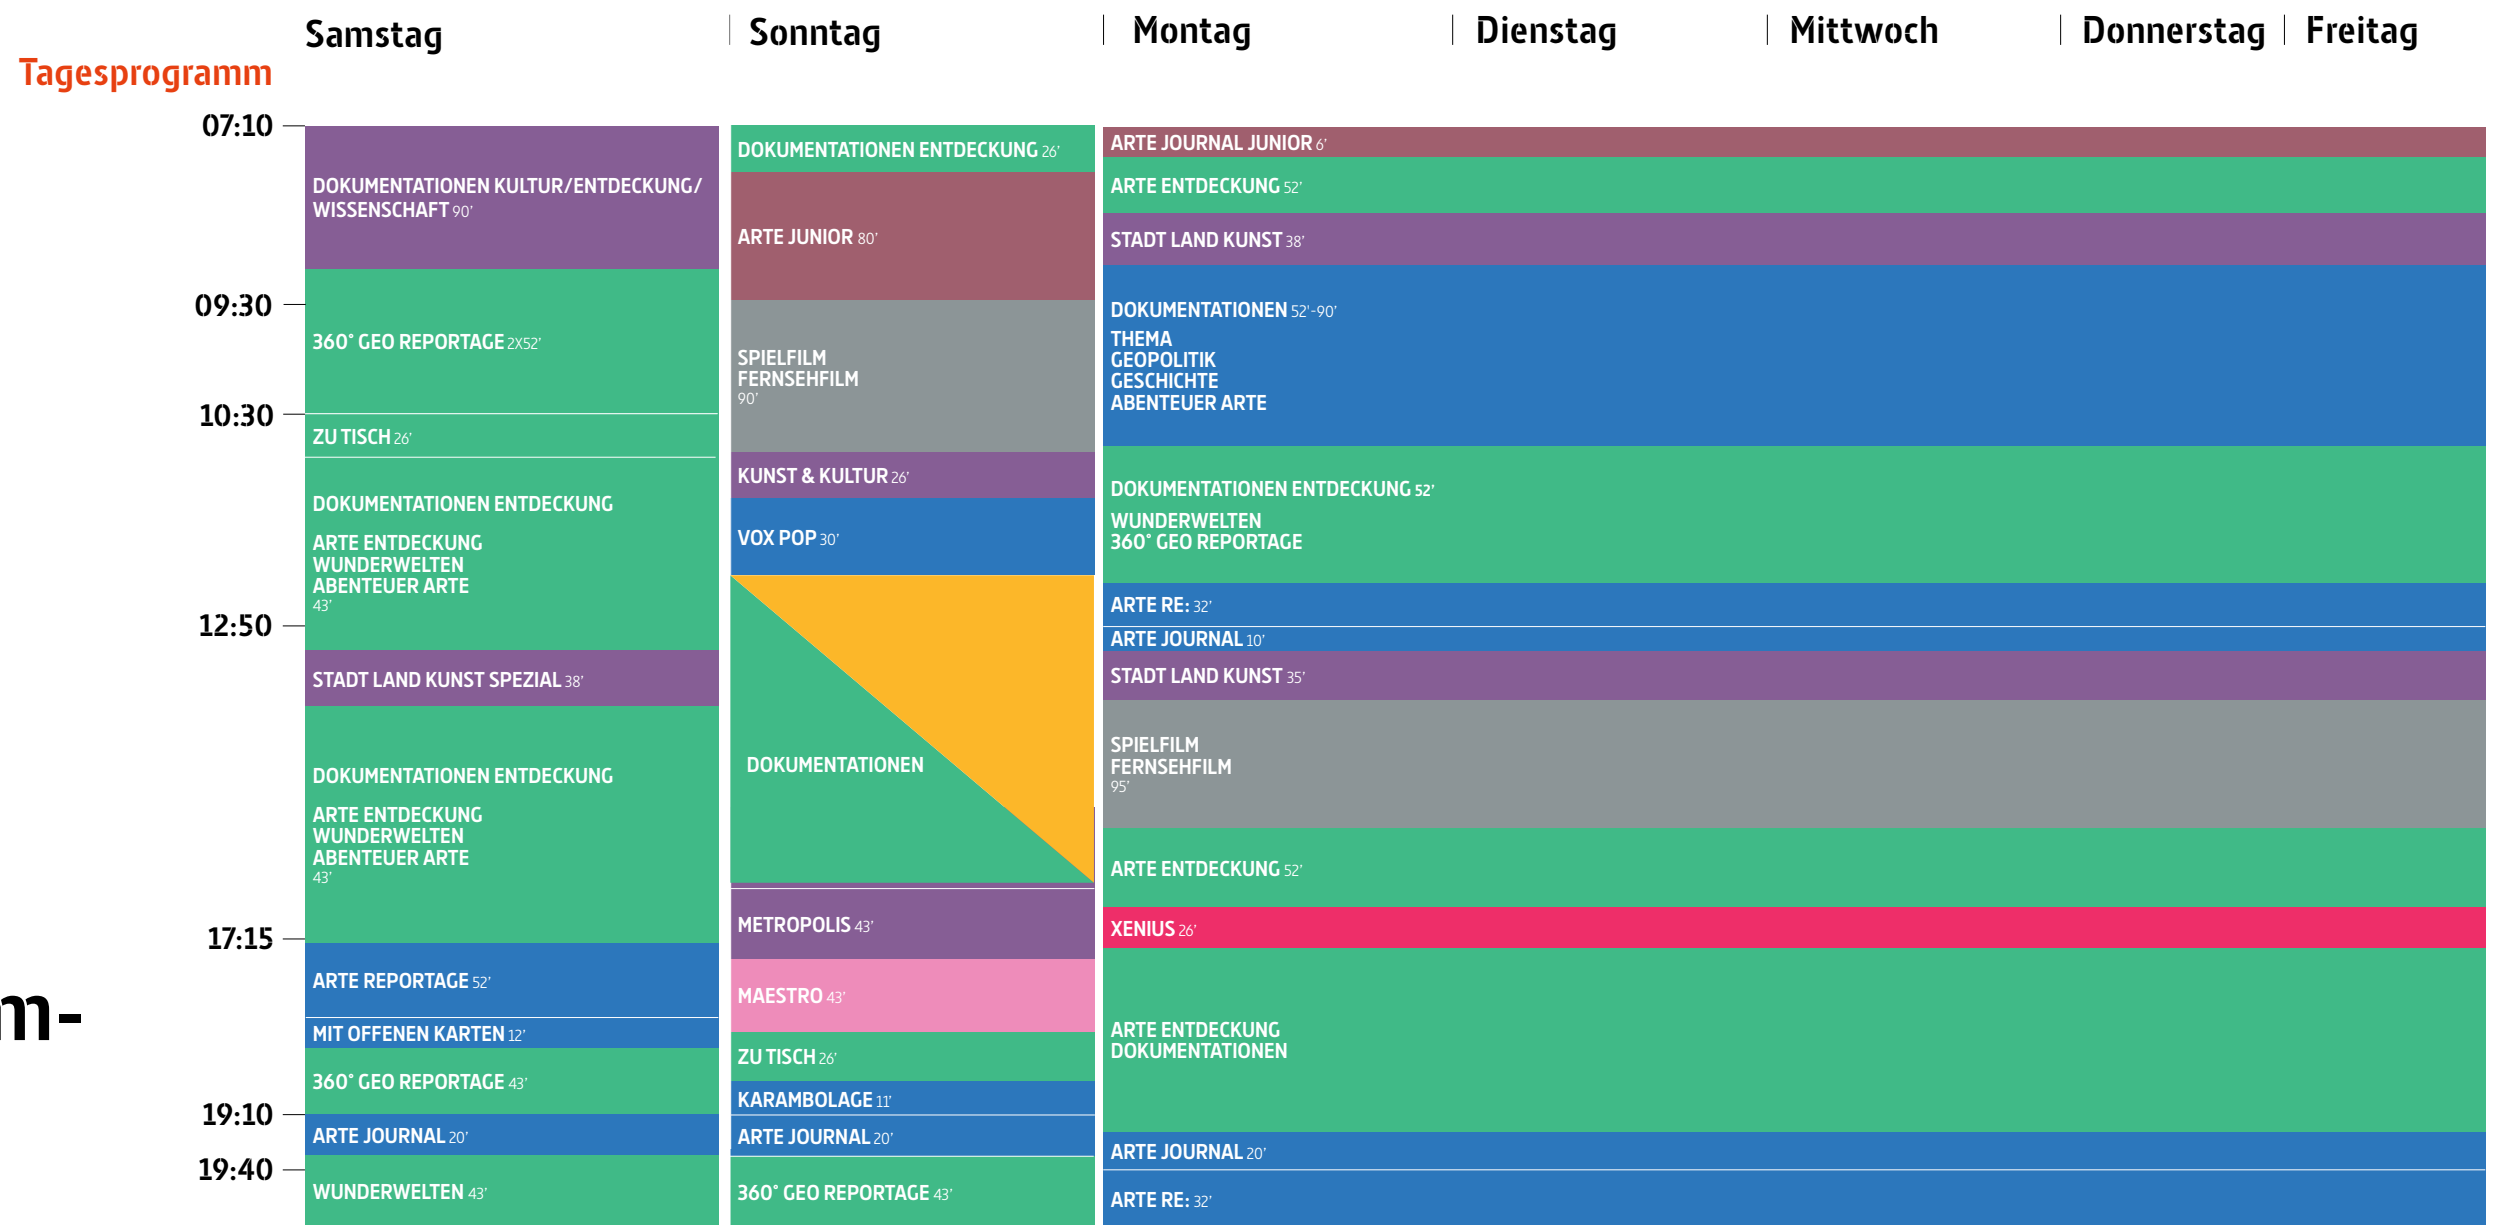 Samstag
Sonntag
Montag
Dienstag
Mittwoch
Donnerstag
Freitag
Tagesprogramm
07:10
09:30
10:30
12:50
17:15
19:10
19:40
m-
DOKUMENTATIONEN KULTUR/ENTDECKUNG/
WISSENSCHAFT 90'
360° GEO REPORTAGE 2X52'
ZU TISCH 26'
DOKUMENTATIONEN ENTDECKUNG
ARTE ENTDECKUNG
WUNDERWELTEN
ABENTEUER ARTE
43'
STADT LAND KUNST SPEZIAL 38'
DOKUMENTATIONEN ENTDECKUNG
ARTE ENTDECKUNG
WUNDERWELTEN
ABENTEUER ARTE
43'
ARTE REPORTAGE 52'
MIT OFFENEN KARTEN 12'
360° GEO REPORTAGE 43'
ARTE JOURNAL 20'
WUNDERWELTEN 43'
DOKUMENTATIONEN ENTDECKUNG 26'
ARTE JUNIOR 80'
SPIELFILM
FERNSEHFILM
90'
KUNST & KULTUR 26'
VOX POP 30'
DOKUMENTATIONEN
METROPOLIS 43'
MAESTRO 43'
ZU TISCH 26'
KARAMBOLAGE 11'
ARTE JOURNAL 20'
360° GEO REPORTAGE 43'
ARTE JOURNAL JUNIOR 6'
ARTE ENTDECKUNG 52'
STADT LAND KUNST 38'
DOKUMENTATIONEN 52'-90'
THEMA
GEOPOLITIK
GESCHICHTE
ABENTEUER ARTE
DOKUMENTATIONEN ENTDECKUNG 52'
WUNDERWELTEN
360° GEO REPORTAGE
ARTE RE: 32'
ARTE JOURNAL 10'
STADT LAND KUNST 35'
SPIELFILM
FERNSEHFILM
95'
ARTE ENTDECKUNG 52'
XENIUS 26'
ARTE ENTDECKUNG
DOKUMENTATIONEN
ARTE JOURNAL 20'
ARTE RE: 32'